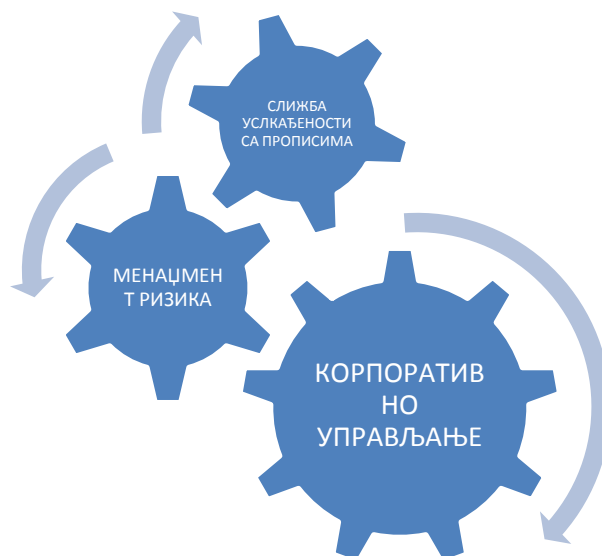 СЛИЖБА
УСЛКАЂЕНОСТИ
СА ПРОПИСИМА
МЕНАЏМЕН
Т РИЗИКА
КОРПОРАТИВ
НО
УПРАВЉАЊЕ